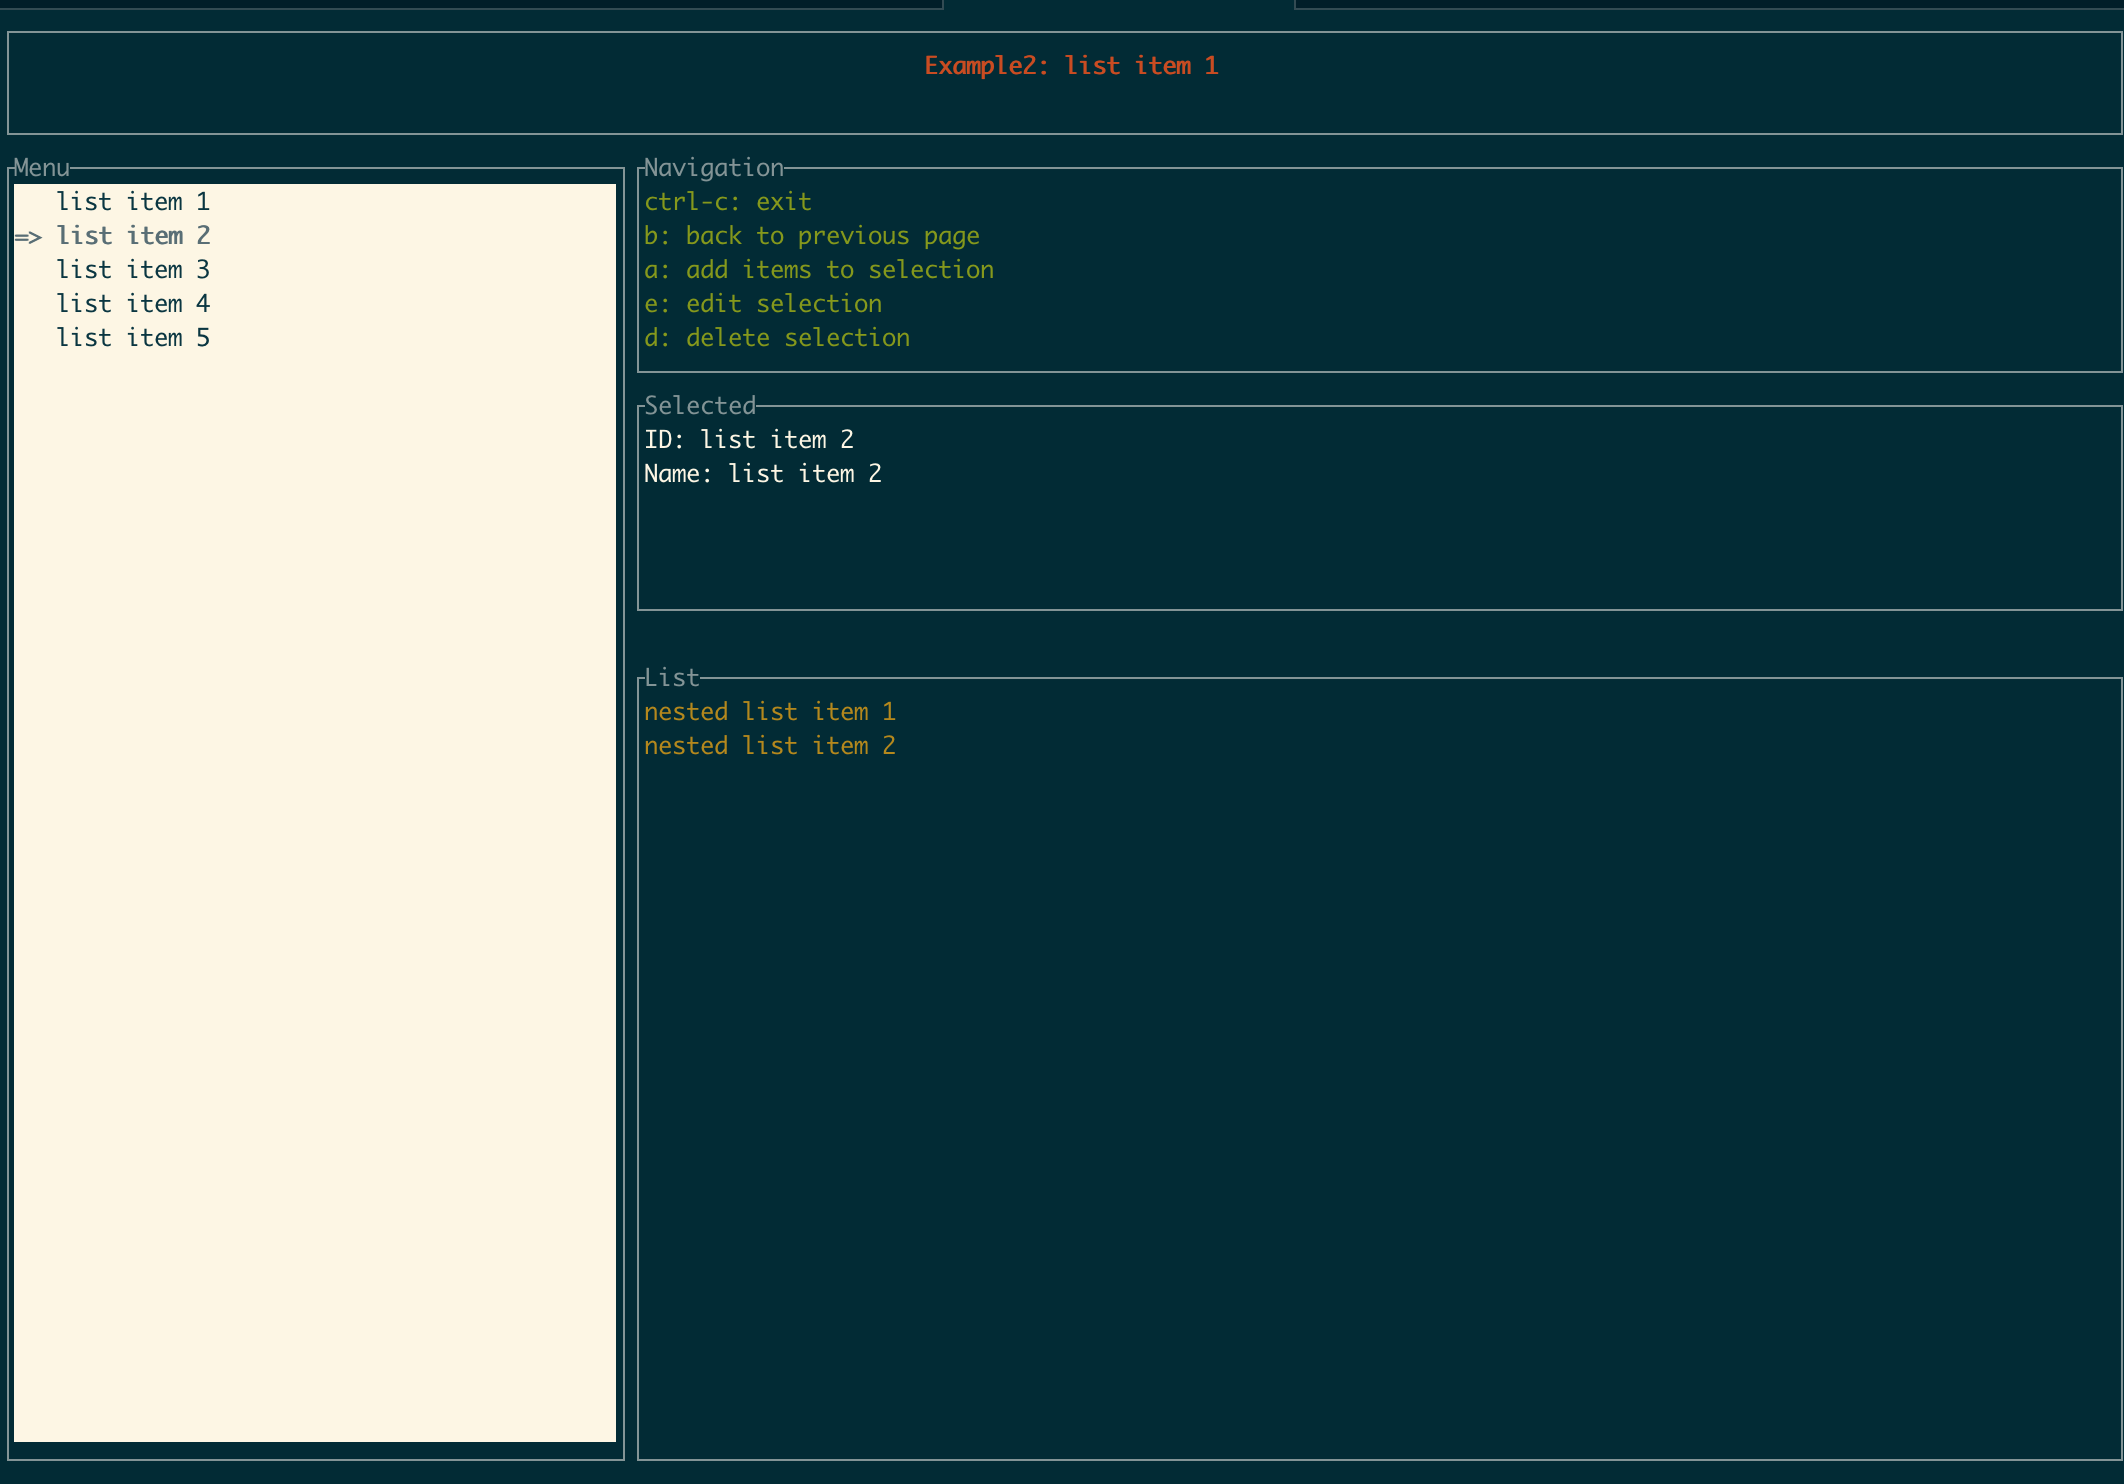 Example2: list item 1
Menu
list item 1
=> list item 2
list item 3
list item 4
list item 5
Navigation
ctrl-c: exit
b: back to previous page
a: add items to selection
e: edit selection
d: delete selection
Selected
ID: list item 2
Name: list item 2
List
nested list item 1
nested list item 2